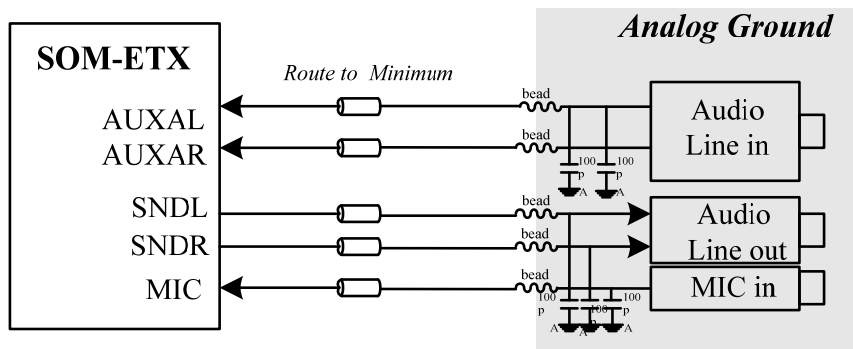 Analog Ground
SOM-ETX
Route to Minimum
bead
AUXAL
Audio
Line in
bead
AUXAR
100
p
100
p
A
A
SNDL
bead
Audio
Line out
SNDR
bead
MIC
bead
MIC in
100
p
100
p
100
p
A
A
A